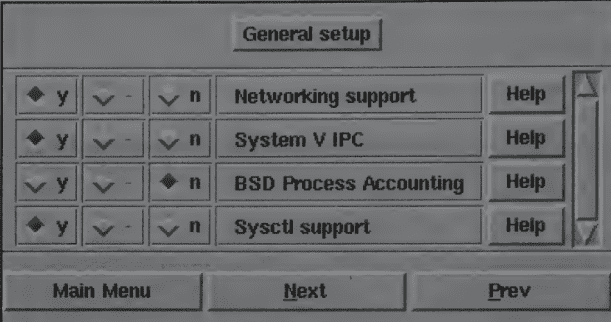 General setup
y - n Networking support Help
y - n System V IPC Help
y - n BSD Process Accounting Help
y - n Sysctl support Help
Main Menu Next Prev